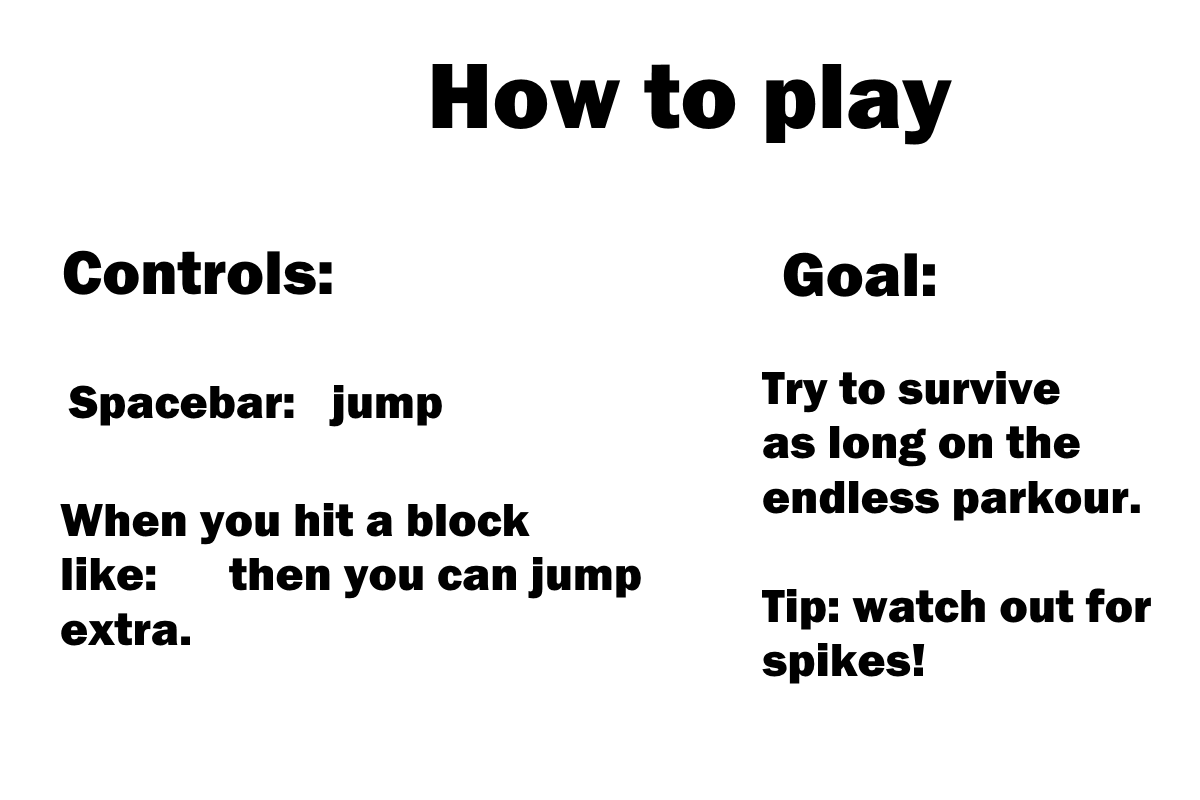 How to play
Controls:
Spacebar: jump
When you hit a block
like: then you can jump
extra.
Goal:
Try to survive
as long on the
endless parkour.
Tip: watch out for
spikes!